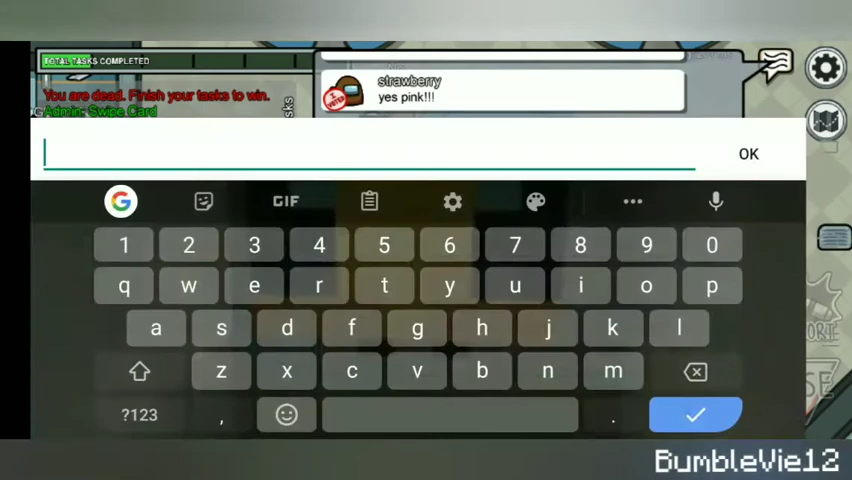 TOTAL TASKS COMPLETED
strawberry
You are dead. Finish your tasks to win.
yes pink!!!
I VOTED
Admin: Swipe Card
OK
G GIF
1 2 3 4 5 6 7 8 9 0
q w e r t y u i o p
a s d f g h j k l
z x c v b n m
?123 , .
BumbleVie12